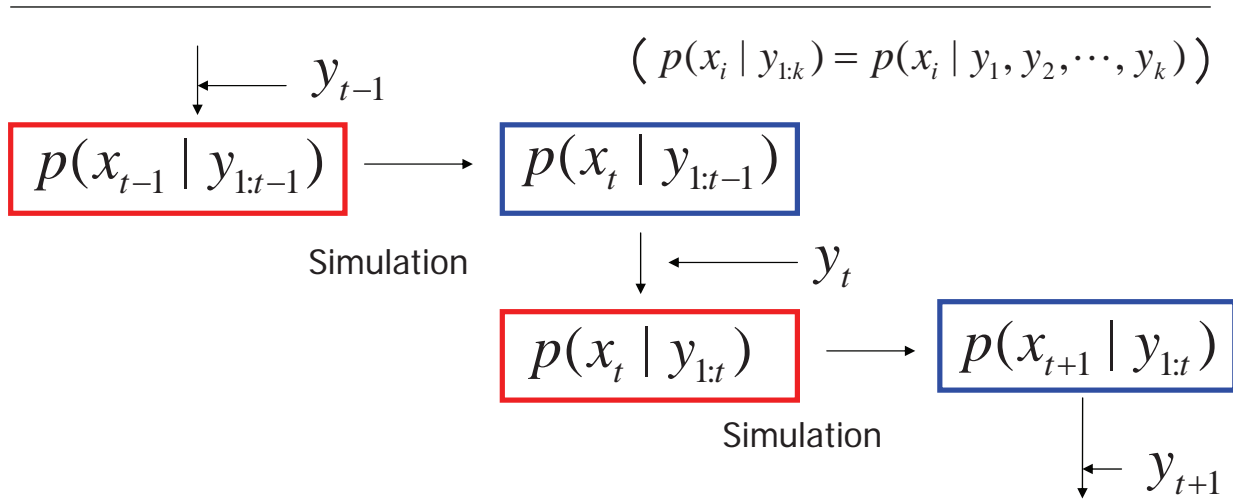 ( p(x_i | y_{1:k}) = p(x_i | y_1, y_2, ⋯, y_k) )
y_{t−1}
p(x_{t−1} | y_{1:t−1})
p(x_t | y_{1:t−1})
Simulation
y_t
p(x_t | y_{1:t})
p(x_{t+1} | y_{1:t})
Simulation
y_{t+1}